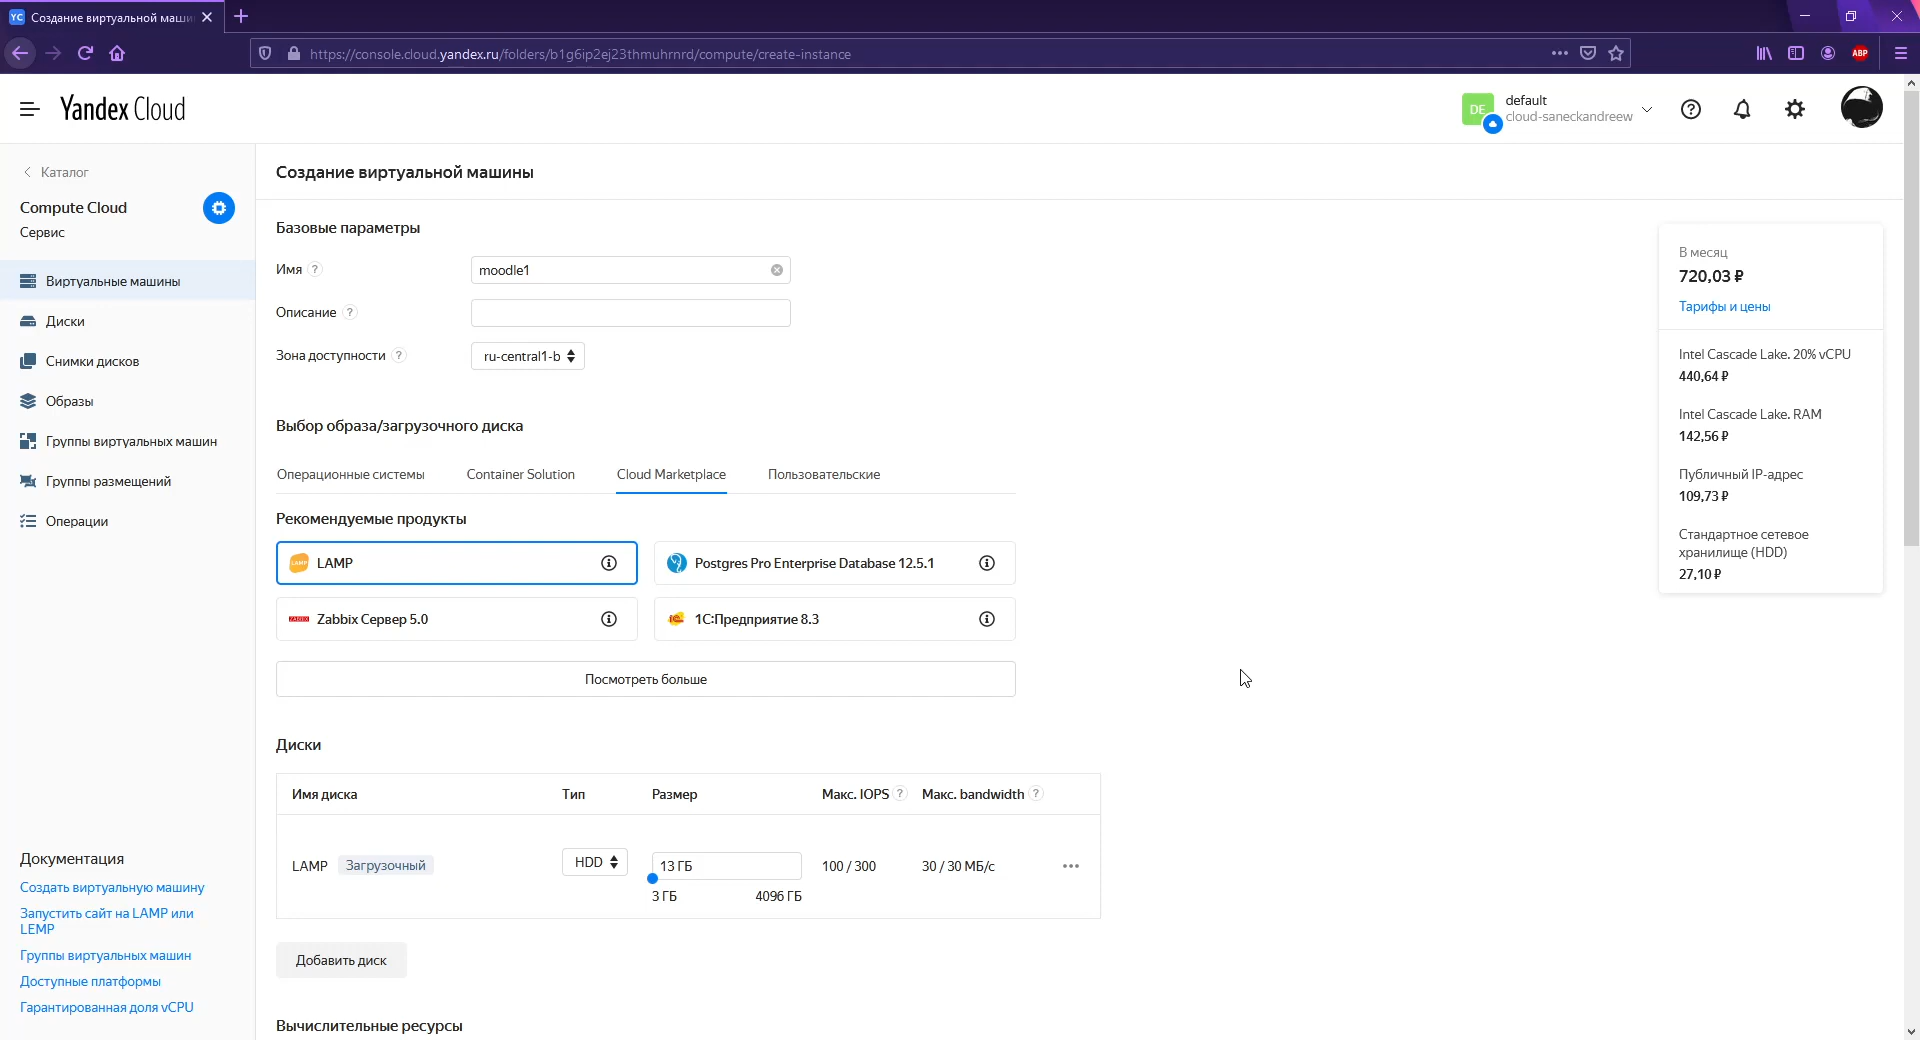 YC Создание виртуальной маши
https://console.cloud.yandex.ru/folders/b1g6ip2ej23thmuhrnrd/compute/create-instance
ABP
Yandex Cloud
DE
default
cloud-saneckandreew
Каталог
Compute Cloud
Сервис
Виртуальные машины
Диски
Снимки дисков
Образы
Группы виртуальных машин
Группы размещений
Операции
Документация
Создать виртуальную машину
Запустить сайт на LAMP или
LEMP
Группы виртуальных машин
Доступные платформы
Гарантированная доля vCPU
Создание виртуальной машины
Базовые параметры
Имя ?
moodle1
Описание ?
Зона доступности ?
ru-central1-b
Выбор образа/загрузочного диска
Операционные системы Container Solution Cloud Marketplace Пользовательские
Рекомендуемые продукты
LAMP LAMP
Postgres Pro Enterprise Database 12.5.1
ZABBIX Zabbix Сервер 5.0
1С:Предприятие 8.3
Посмотреть больше
Диски
Имя диска Тип Размер Макс. IOPS ? Макс. bandwidth ?
LAMP Загрузочный HDD 13 ГБ 100 / 300 30 / 30 МБ/с
3 ГБ 4096 ГБ
Добавить диск
Вычислительные ресурсы
В месяц
720,03 ₽
Тарифы и цены
Intel Cascade Lake. 20% vCPU
440,64 ₽
Intel Cascade Lake. RAM
142,56 ₽
Публичный IP-адрес
109,73 ₽
Стандартное сетевое
хранилище (HDD)
27,10 ₽